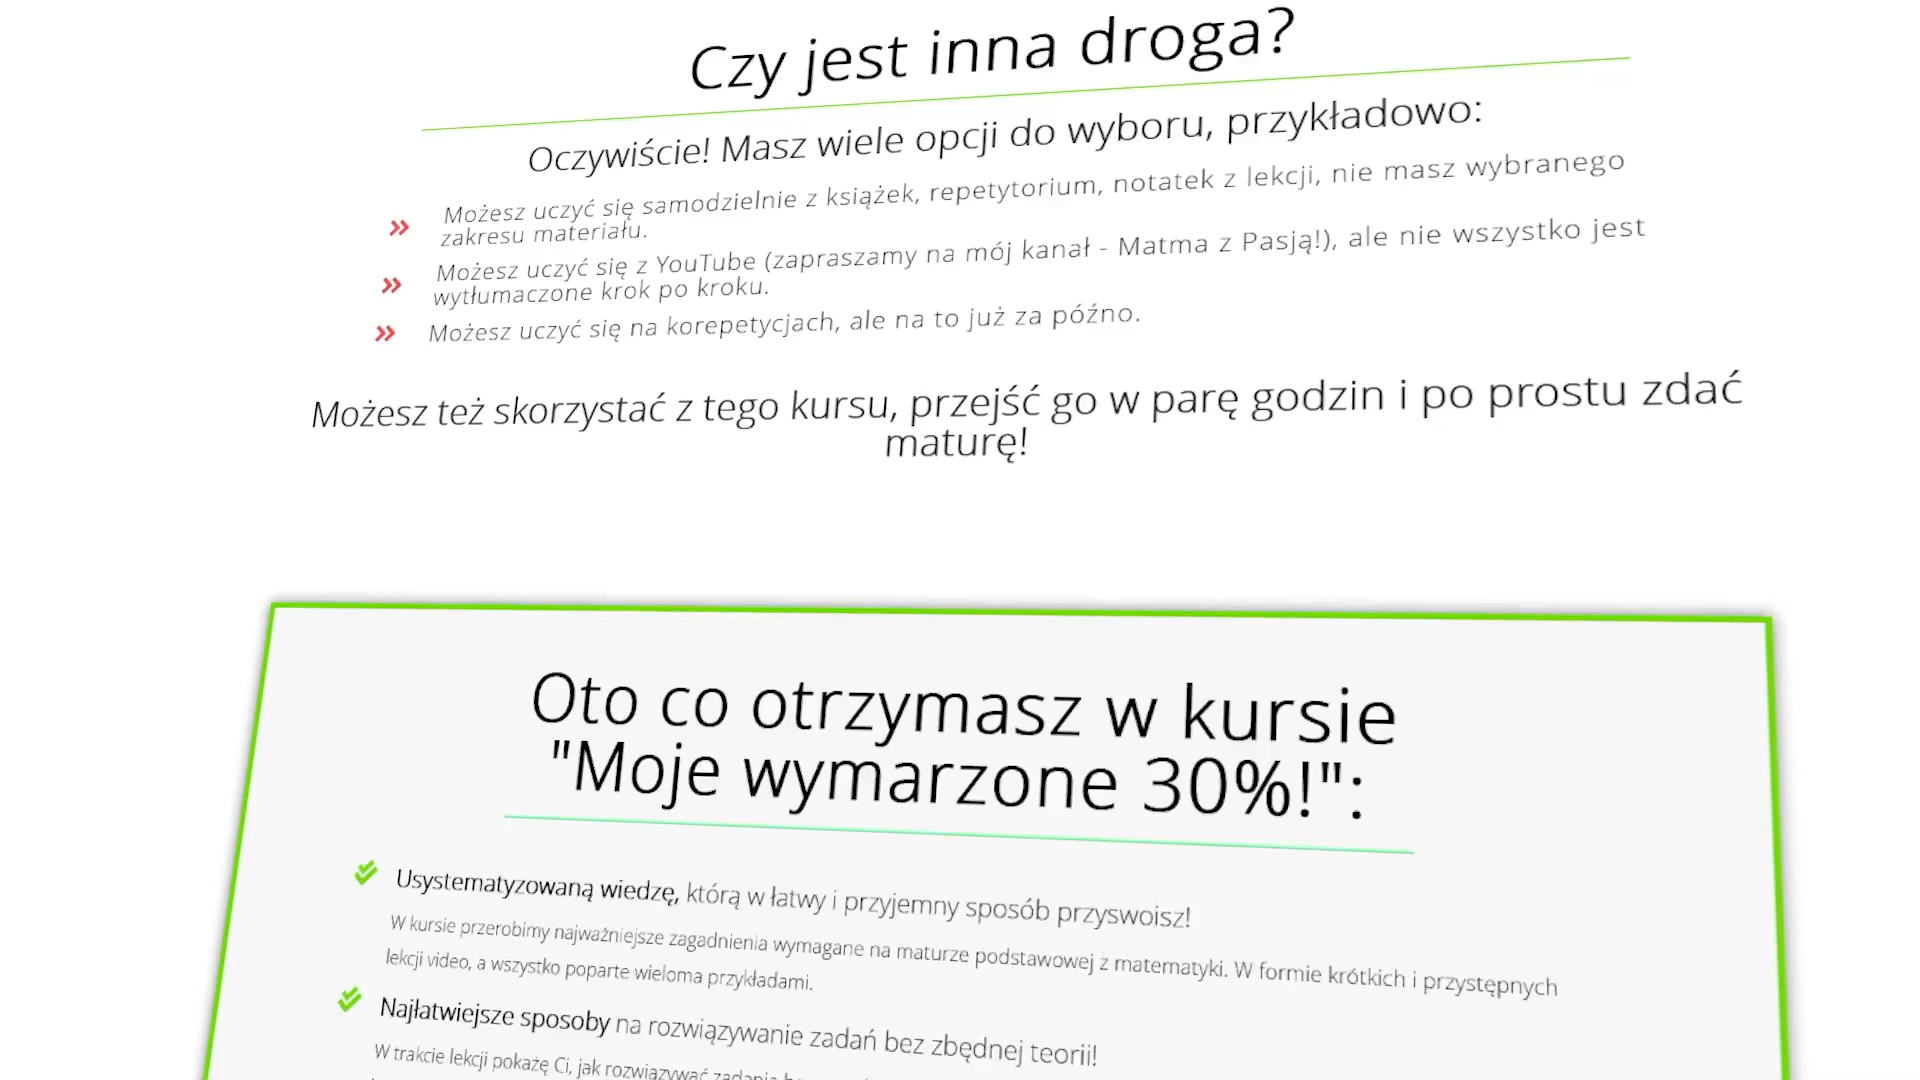 Czy jest inna droga?
Oczywiście! Masz wiele opcji do wyboru, przykładowo:
Możesz uczyć się samodzielnie z książek, repetytorium, notatek z lekcji, nie masz wybranego
zakresu materiału.
Możesz uczyć się z YouTube (zapraszamy na mój kanał - Matma z Pasją!), ale nie wszystko jest
wytłumaczone krok po kroku.
Możesz uczyć się na korepetycjach, ale na to już za późno.
Możesz też skorzystać z tego kursu, przejść go w parę godzin i po prostu zdać
maturę!
Oto co otrzymasz w kursie
"Moje wymarzone 30%!":
Usystematyzowaną wiedzę, którą w łatwy i przyjemny sposób przyswoisz!
W kursie przerobimy najważniejsze zagadnienia wymagane na maturze podstawowej z matematyki. W formie krótkich i przystępnych
lekcji video, a wszystko poparte wieloma przykładami.
Najłatwiejsze sposoby na rozwiązywanie zadań bez zbędnej teorii!
W trakcie lekcji pokażę Ci, jak rozwiązywać zadania